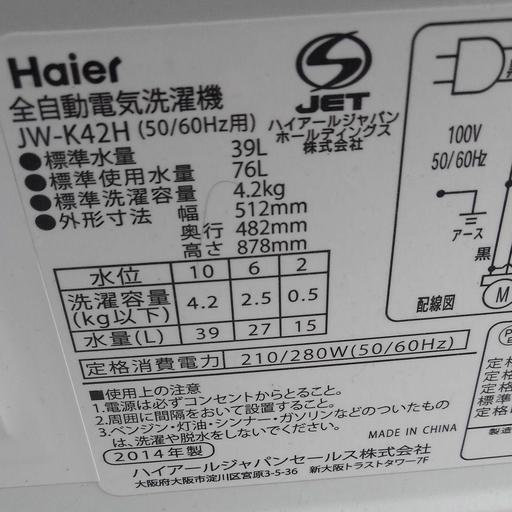 Haier
全自動電気洗濯機
JW-K42H (50/60Hz用)
S
JET
ハイアールジャパン
ホールディングス
株式会社
●標準水量 39L
●標準使用水量 76L
●標準洗濯容量 4.2kg
●外形寸法 幅 512mm
奥行 482mm
高さ 878mm
水位 10 6 2
洗濯容量(kg以下) 4.2 2.5 0.5
水量(L) 39 27 15
定格消費電力 210/280W(50/60Hz)
■使用上の注意
1.電源は必ずコンセントからとること。
2.周囲に間隔をおいて設置すること。
3.ベンジン・灯油・シンナー・ガソリンなどのついたもの
は、洗濯や脱水をしないでください。
2014年製
MADE IN CHINA
ハイアールジャパンセールス株式会社
大阪府大阪市淀川区宮原3-5-36 新大阪トラストタワー7F
100V
50/60Hz
アース
黒
配線図
M
定格
定格
標準
定格
製造